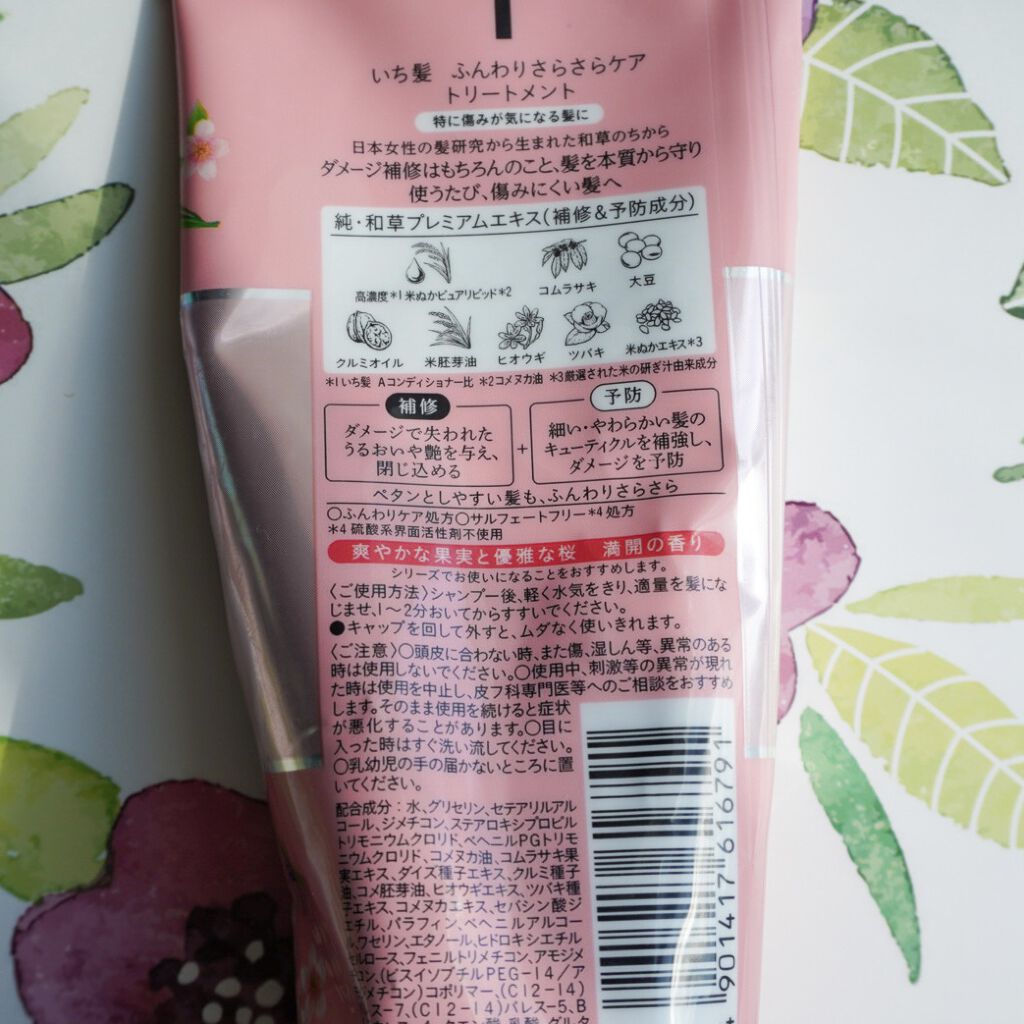 いち髪 ふんわりさらさらケア
トリートメント
特に傷みが気になる髪に
日本女性の髪研究から生まれた和草のちから
ダメージ補修はもちろんのこと、髪を本質から守り
使うたび、傷みにくい髪へ
純・和草プレミアムエキス(補修&予防成分)
高濃度*1米ぬかピュアリピッド*2
コムラサキ
大豆
クルミオイル
米胚芽油
ヒオウギ
ツバキ
米ぬかエキス*3
*1いち髪 Aコンディショナー比 *2コメヌカ油 *3厳選された米の研ぎ汁由来成分
補修
ダメージで失われた
うるおいや艶を与え、
閉じ込める
+
予防
細い・やわらかい髪の
キューティクルを補強し、
ダメージを予防
ペタンとしやすい髪も、ふんわりさらさら
○ふんわりケア処方○サルフェートフリー*4処方
*4 硫酸系界面活性剤不使用
爽やかな果実と優雅な桜 満開の香り
シリーズでお使いになることをおすすめします。
〈ご使用方法〉シャンプー後、軽く水気をきり、適量を髪にな
じませ、1〜2分おいてからすすいでください。
●キャップを回して外すと、ムダなく使いきれます。
〈ご注意〉○頭皮に合わない時、また傷、湿しん等、異常のある
時は使用しないでください。○使用中、刺激等の異常が現れ
た時は使用を中止し、皮フ科専門医等へのご相談をおすすめ
します。そのまま使用を続けると症状
が悪化することがあります。○目に
入った時はすぐ洗い流してください。
○乳幼児の手の届かないところに置
いてください。
配合成分:水、グリセリン、セテアリルアル
コール、ジメチコン、ステアロキシプロピル
トリモニウムクロリド、ベヘニルPGトリモ
ニウムクロリド、コメヌカ油、コムラサキ果
実エキス、ダイズ種子エキス、クルミ種子
油、コメ胚芽油、ヒオウギエキス、ツバキ種
子エキス、コメヌカエキス、セバシン酸ジ
エチル、パラフィン、ベヘニルアルコー
ル、ワセリン、エタノール、ヒドロキシエチル
セルロース、フェニルトリメチコン、アモジメ
チコン、(ビスイソブチルPEG-14/ア
モジメチコン)コポリマー、(C12-14)
パレス-7、(C12-14)パレス-5、B
4 901417 616791